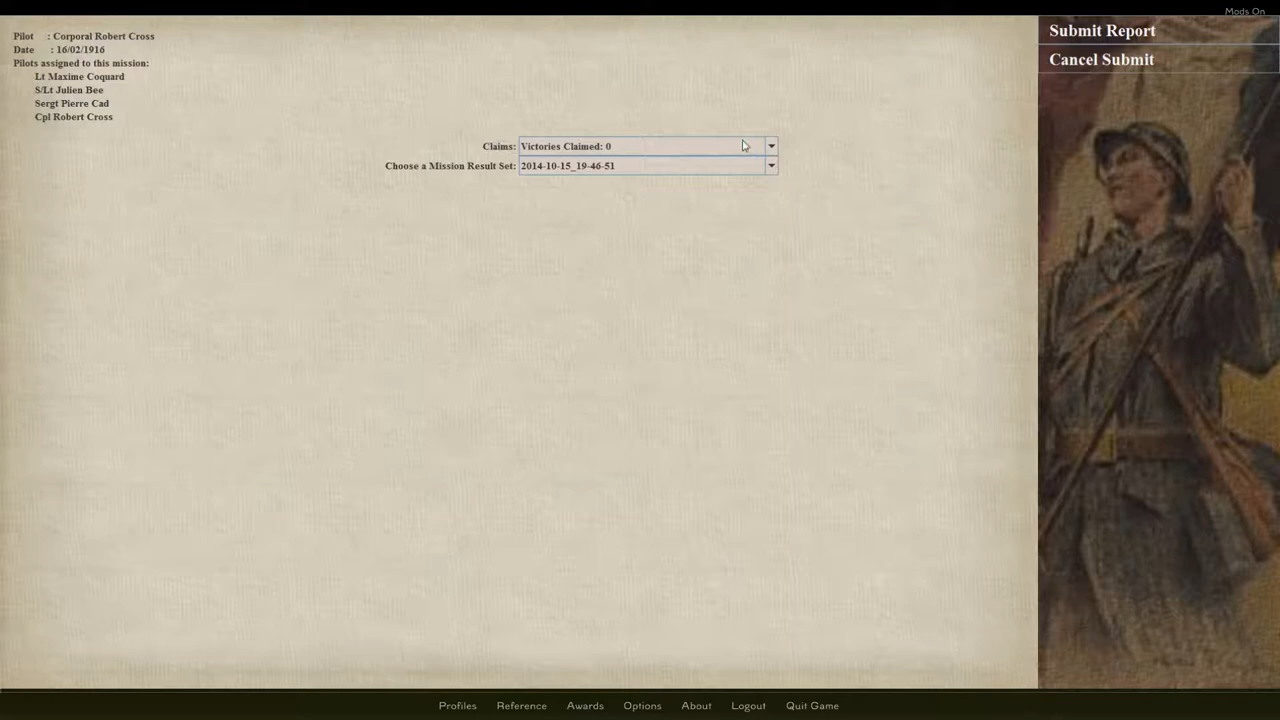 Mods On
Pilot : Corporal Robert Cross
Date : 16/02/1916
Pilots assigned to this mission:
Lt Maxime Coquard
S/Lt Julien Bee
Sergt Pierre Cad
Cpl Robert Cross
Claims: Victories Claimed: 0
Choose a Mission Result Set: 2014-10-15_19-46-51
Submit Report
Cancel Submit
Profiles Reference Awards Options About Logout Quit Game